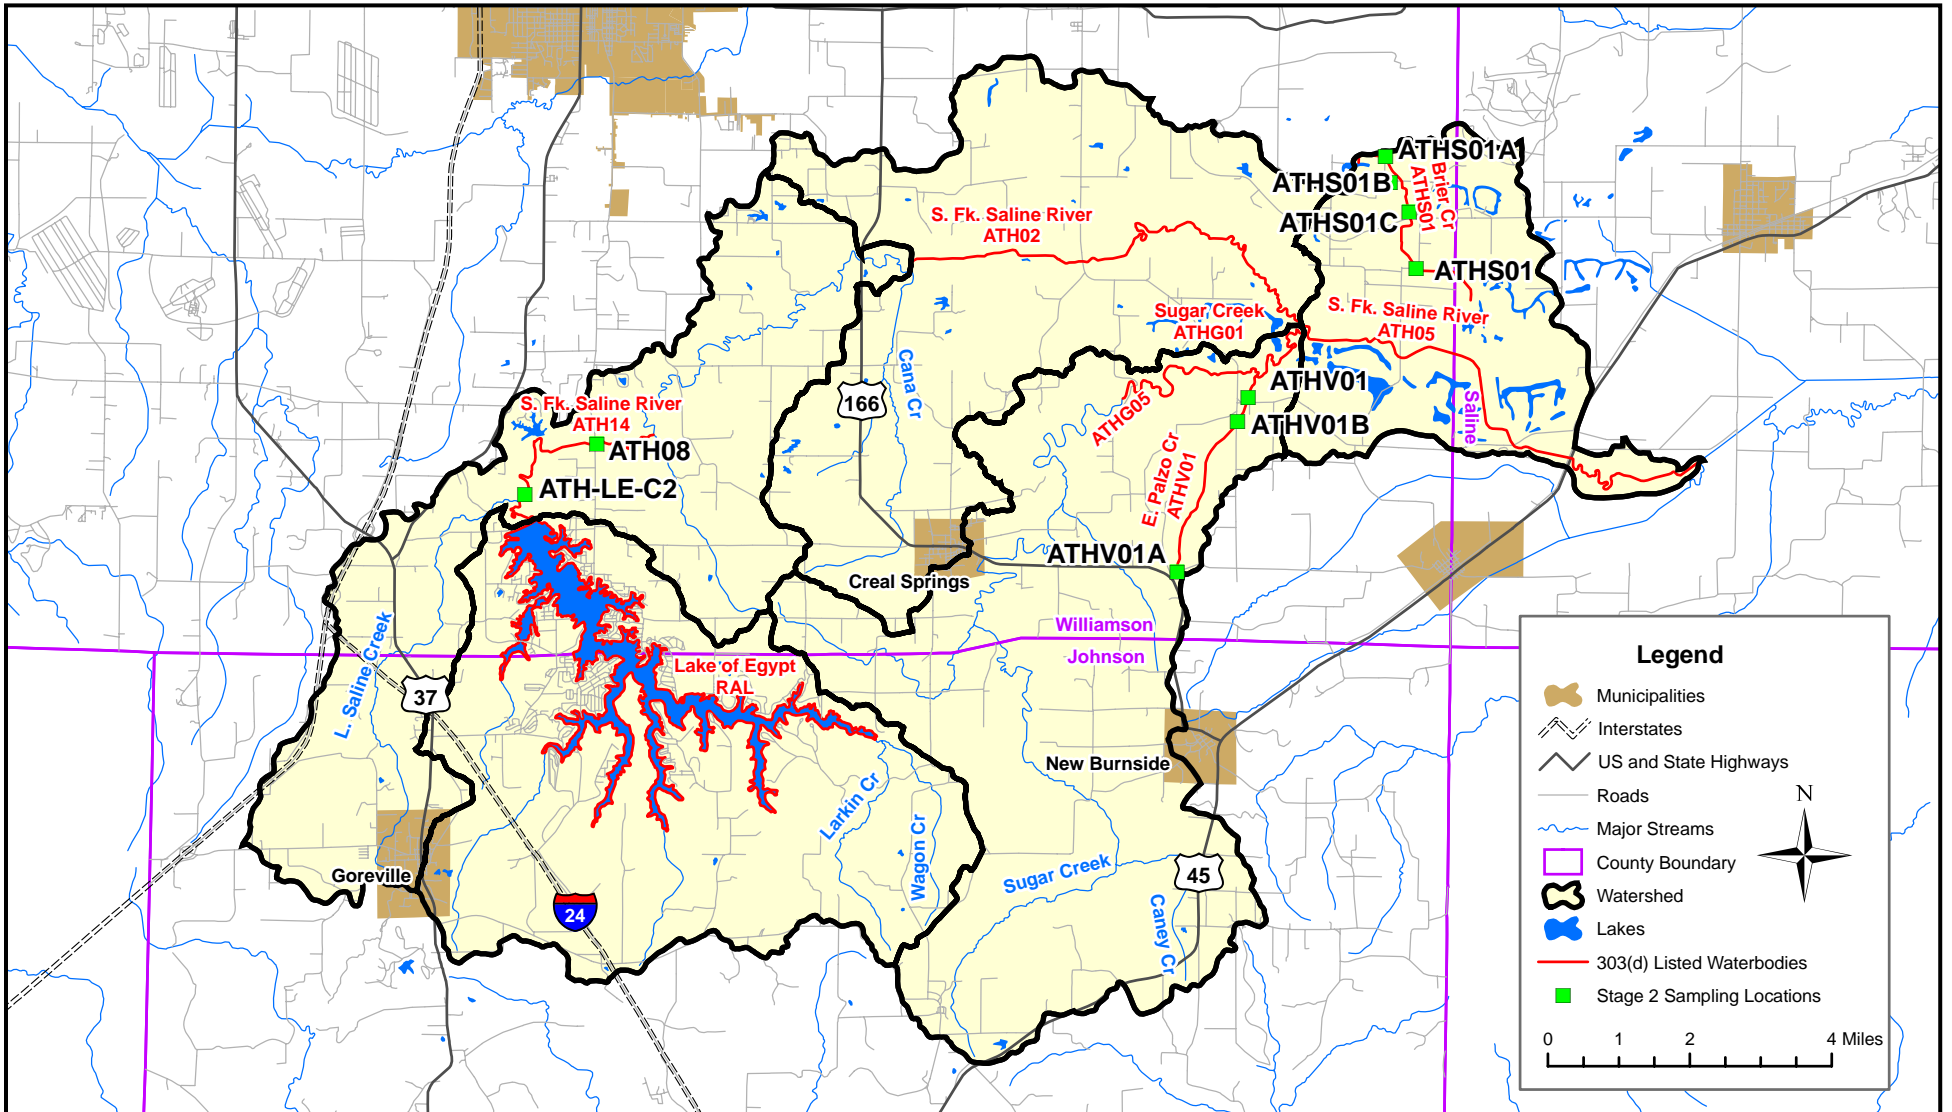 ATHS01A
Brier Cr
ATHS01
ATHS01B
ATHS01C
S. Fk. Saline River
ATH02
ATHS01
Sugar Creek
ATHG01
S. Fk. Saline River
ATH05
Cana Cr
166
ATHV01
ATHG05
ATHV01B
Saline
S. Fk. Saline River
ATH14
ATH08
ATH-LE-C2
E. Palzo Cr
ATHV01
ATHV01A
Creal Springs
Williamson
Johnson
L. Saline Creek
37
Lake of Egypt
RAL
New Burnside
Larkin Cr
Wagon Cr
Sugar Creek
45
Caney Cr
Goreville
24
Legend
Municipalities
Interstates
US and State Highways
Roads
Major Streams
County Boundary
Watershed
Lakes
303(d) Listed Waterbodies
Stage 2 Sampling Locations
N
0 1 2 4 Miles